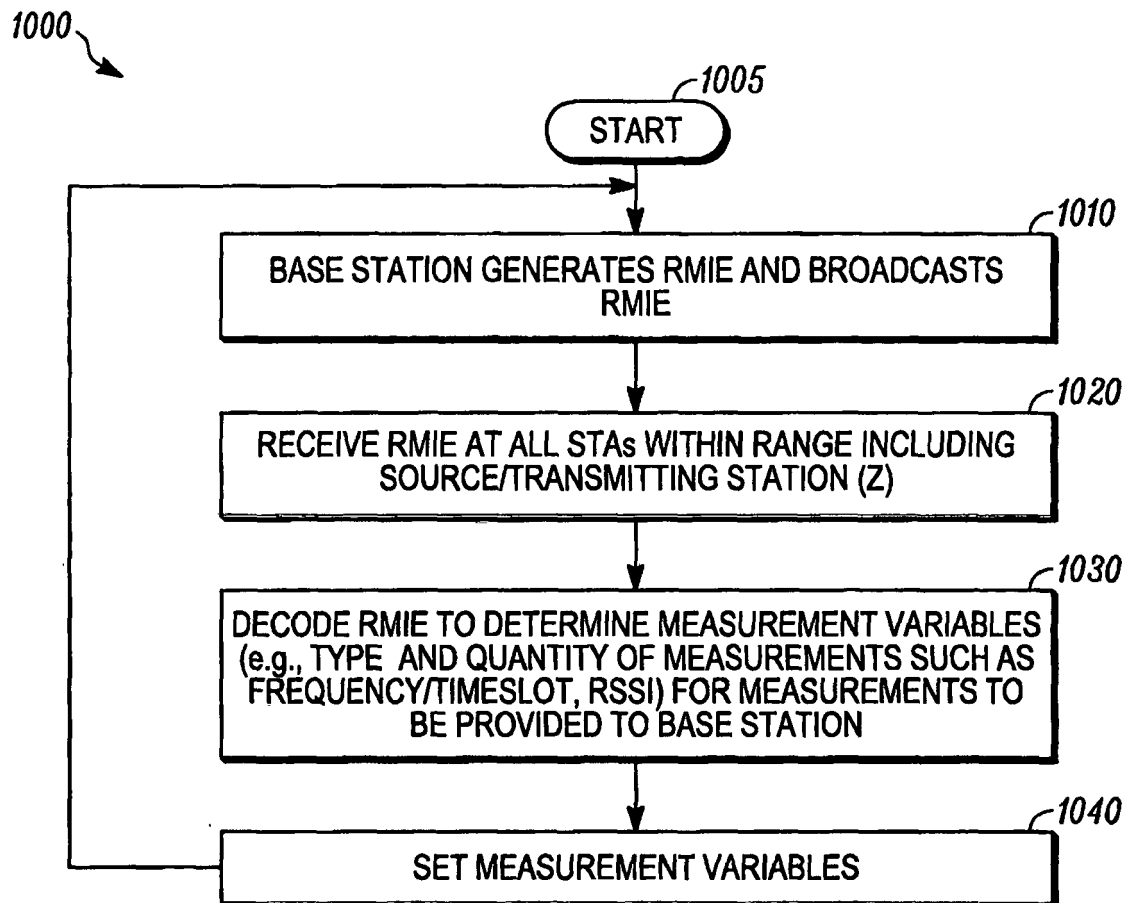 1000
1005
START
1010
BASE STATION GENERATES RMIE AND BROADCASTS
RMIE
1020
RECEIVE RMIE AT ALL STAs WITHIN RANGE INCLUDING
SOURCE/TRANSMITTING STATION (Z)
1030
DECODE RMIE TO DETERMINE MEASUREMENT VARIABLES
(e.g., TYPE AND QUANTITY OF MEASUREMENTS SUCH AS
FREQUENCY/TIMESLOT, RSSI) FOR MEASUREMENTS TO
BE PROVIDED TO BASE STATION
1040
SET MEASUREMENT VARIABLES